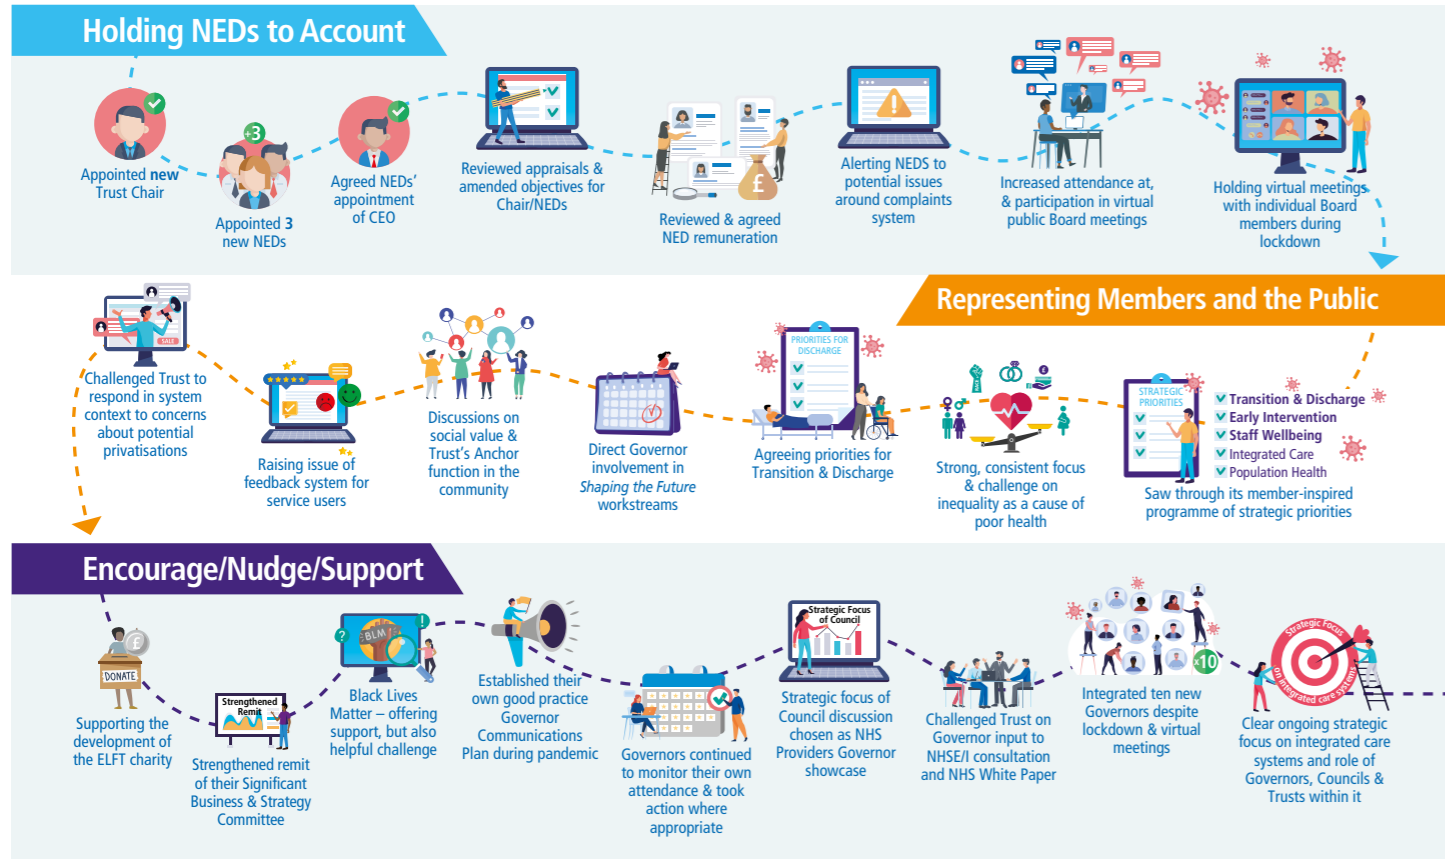 Holding NEDs to Account
Appointed new
Trust Chair
+3
Appointed 3
new NEDs
Agreed NEDs'
appointment
of CEO
Reviewed appraisals &
amended objectives for
Chair/NEDs
£
Reviewed & agreed
NED remuneration
Alerting NEDS to
potential issues
around complaints
system
Increased attendance at,
& participation in virtual
public Board meetings
Holding virtual meetings
with individual Board
members during
lockdown
Representing Members and the Public
STRATEGIC
PRIORITIES
Transition & Discharge
Early Intervention
Staff Wellbeing
Integrated Care
Population Health
Saw through its member-inspired
programme of strategic priorities
£
Strong, consistent focus
& challenge on
inequality as a cause of
poor health
PRIORITIES FOR
DISCHARGE
Agreeing priorities for
Transition & Discharge
Direct Governor
involvement in
Shaping the Future
workstreams
Discussions on
social value &
Trust's Anchor
function in the
community
Raising issue of
feedback system for
service users
SALE
Challenged Trust to
respond in system
context to concerns
about potential
privatisations
Encourage/Nudge/Support
£
DONATE
Supporting the
development of
the ELFT charity
Strengthened
Remit
Strengthened remit
of their Significant
Business & Strategy
Committee
?
!
BLM
Black Lives
Matter – offering
support, but also
helpful challenge
Established their
own good practice
Governor
Communications
Plan during pandemic
Governors continued
to monitor their own
attendance & took
action where
appropriate
Strategic Focus
of Council
Strategic focus of
Council discussion
chosen as NHS
Providers Governor
showcase
Challenged Trust on
Governor input to
NHSE/I consultation
and NHS White Paper
x10
Integrated ten new
Governors despite
lockdown & virtual
meetings
Strategic Focus
on integrated care systems
Clear ongoing strategic
focus on integrated care
systems and role of
Governors, Councils &
Trusts within it